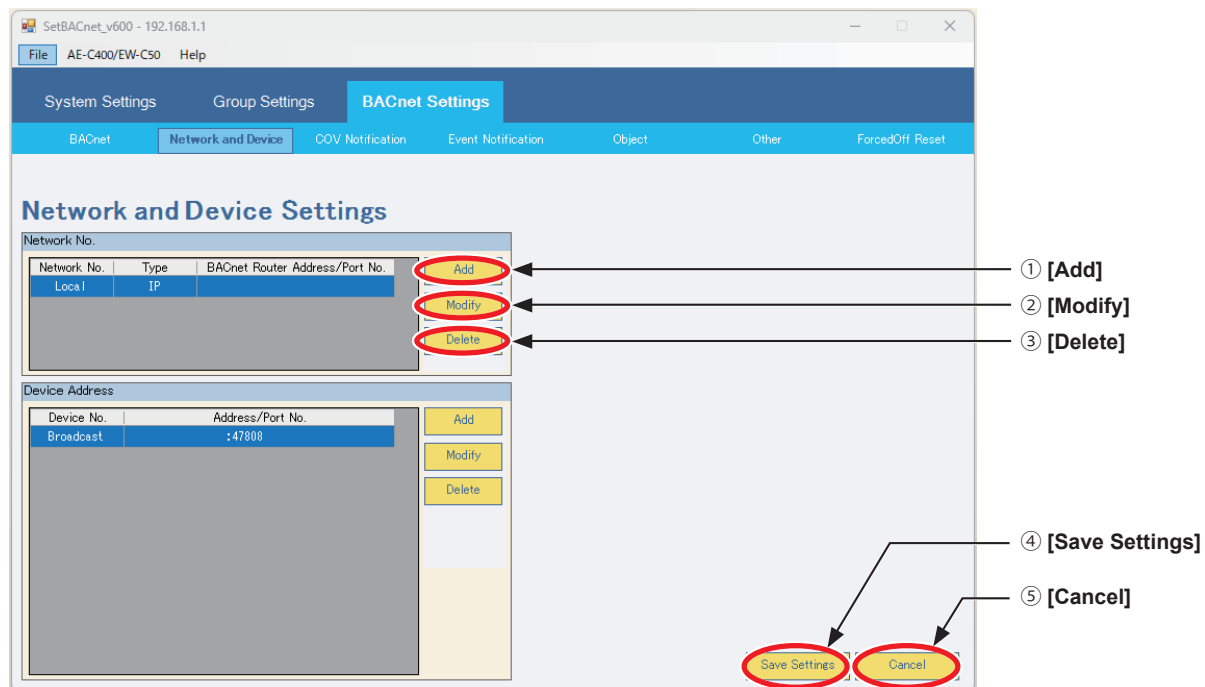 SetBACnet_v600 - 192.168.1.1
File AE-C400/EW-C50 Help
System Settings Group Settings BACnet Settings
BACnet Network and Device COV Notification Event Notification Object Other ForcedOff Reset
Network and Device Settings
Network No.
Network No. Type BACnet Router Address/Port No. Add ① [Add]
Local IP
Modify ② [Modify]
Delete ③ [Delete]
Device Address
Device No. Address/Port No. Add
Broadcast :47808
Modify
Delete
④ [Save Settings]
⑤ [Cancel]
Save Settings Cancel